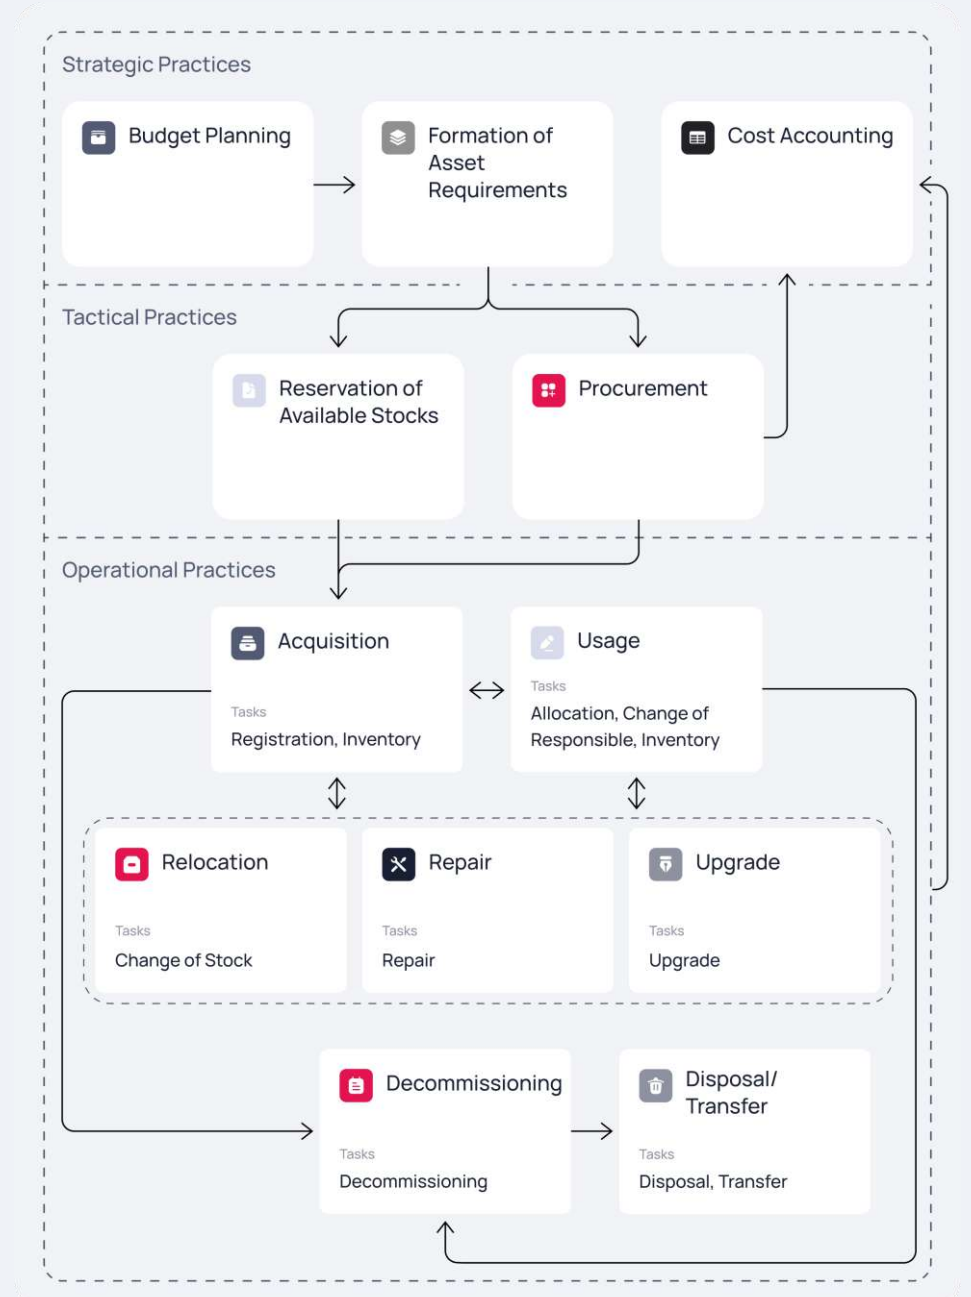 Strategic Practices
Budget Planning
Formation of
Asset
Requirements
Cost Accounting
Tactical Practices
Reservation of
Available Stocks
Procurement
Operational Practices
Acquisition
Tasks
Registration, Inventory
Usage
Tasks
Allocation, Change of
Responsible, Inventory
Relocation
Tasks
Change of Stock
Repair
Tasks
Repair
Upgrade
Tasks
Upgrade
Decommissioning
Tasks
Decommissioning
Disposal/
Transfer
Tasks
Disposal, Transfer